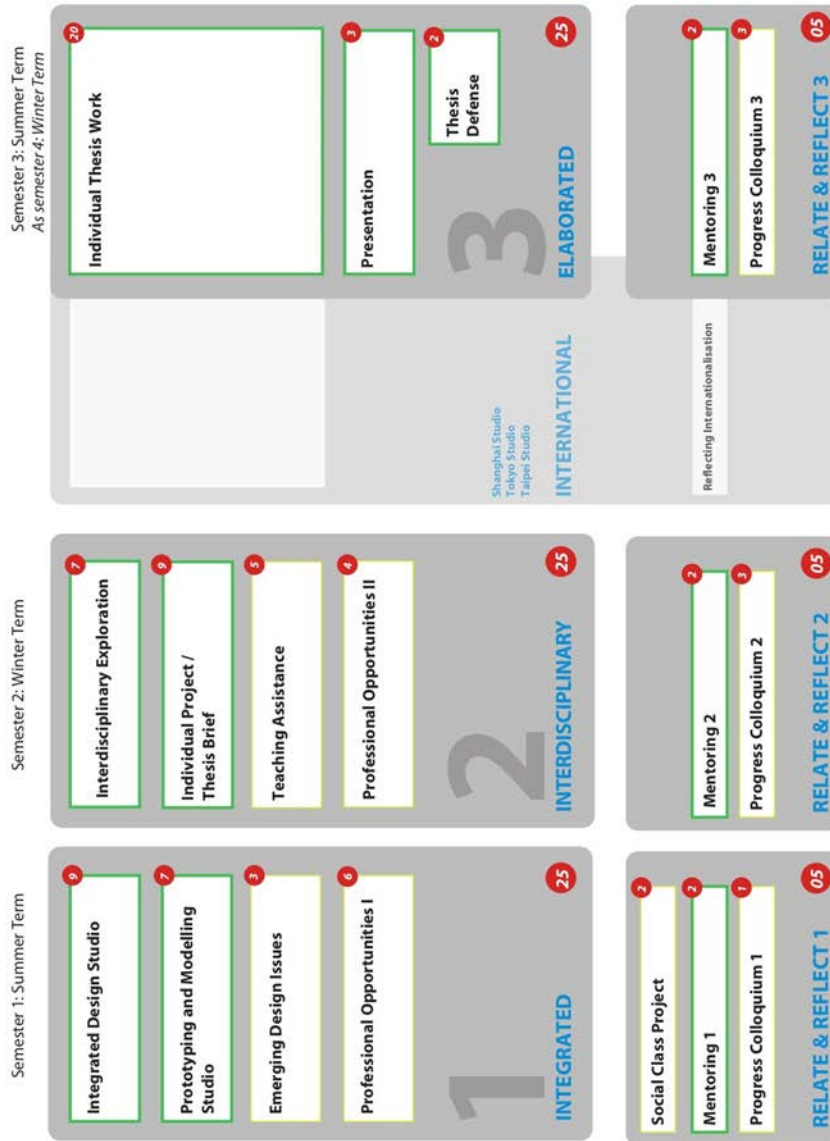 Semester 1: Summer Term
Integrated Design Studio
9
Prototyping and Modelling
Studio
7
Emerging Design Issues
3
Professional Opportunities I
6
1
INTEGRATED
25
Social Class Project
2
Mentoring 1
2
Progress Colloquium 1
1
RELATE & REFLECT 1
05
Semester 2: Winter Term
Interdisciplinary Exploration
7
Individual Project /
Thesis Brief
9
Teaching Assistance
5
Professional Opportunities II
4
2
INTERDISCIPLINARY
25
Mentoring 2
2
Progress Colloquium 2
3
RELATE & REFLECT 2
05
Shanghai Studio
Tokyo Studio
Taipei Studio
INTERNATIONAL
Reflecting Internationalisation
Semester 3: Summer Term
As semester 4: Winter Term
Individual Thesis Work
20
Presentation
3
Thesis
Defense
2
3
ELABORATED
25
Mentoring 3
2
Progress Colloquium 3
3
RELATE & REFLECT 3
05